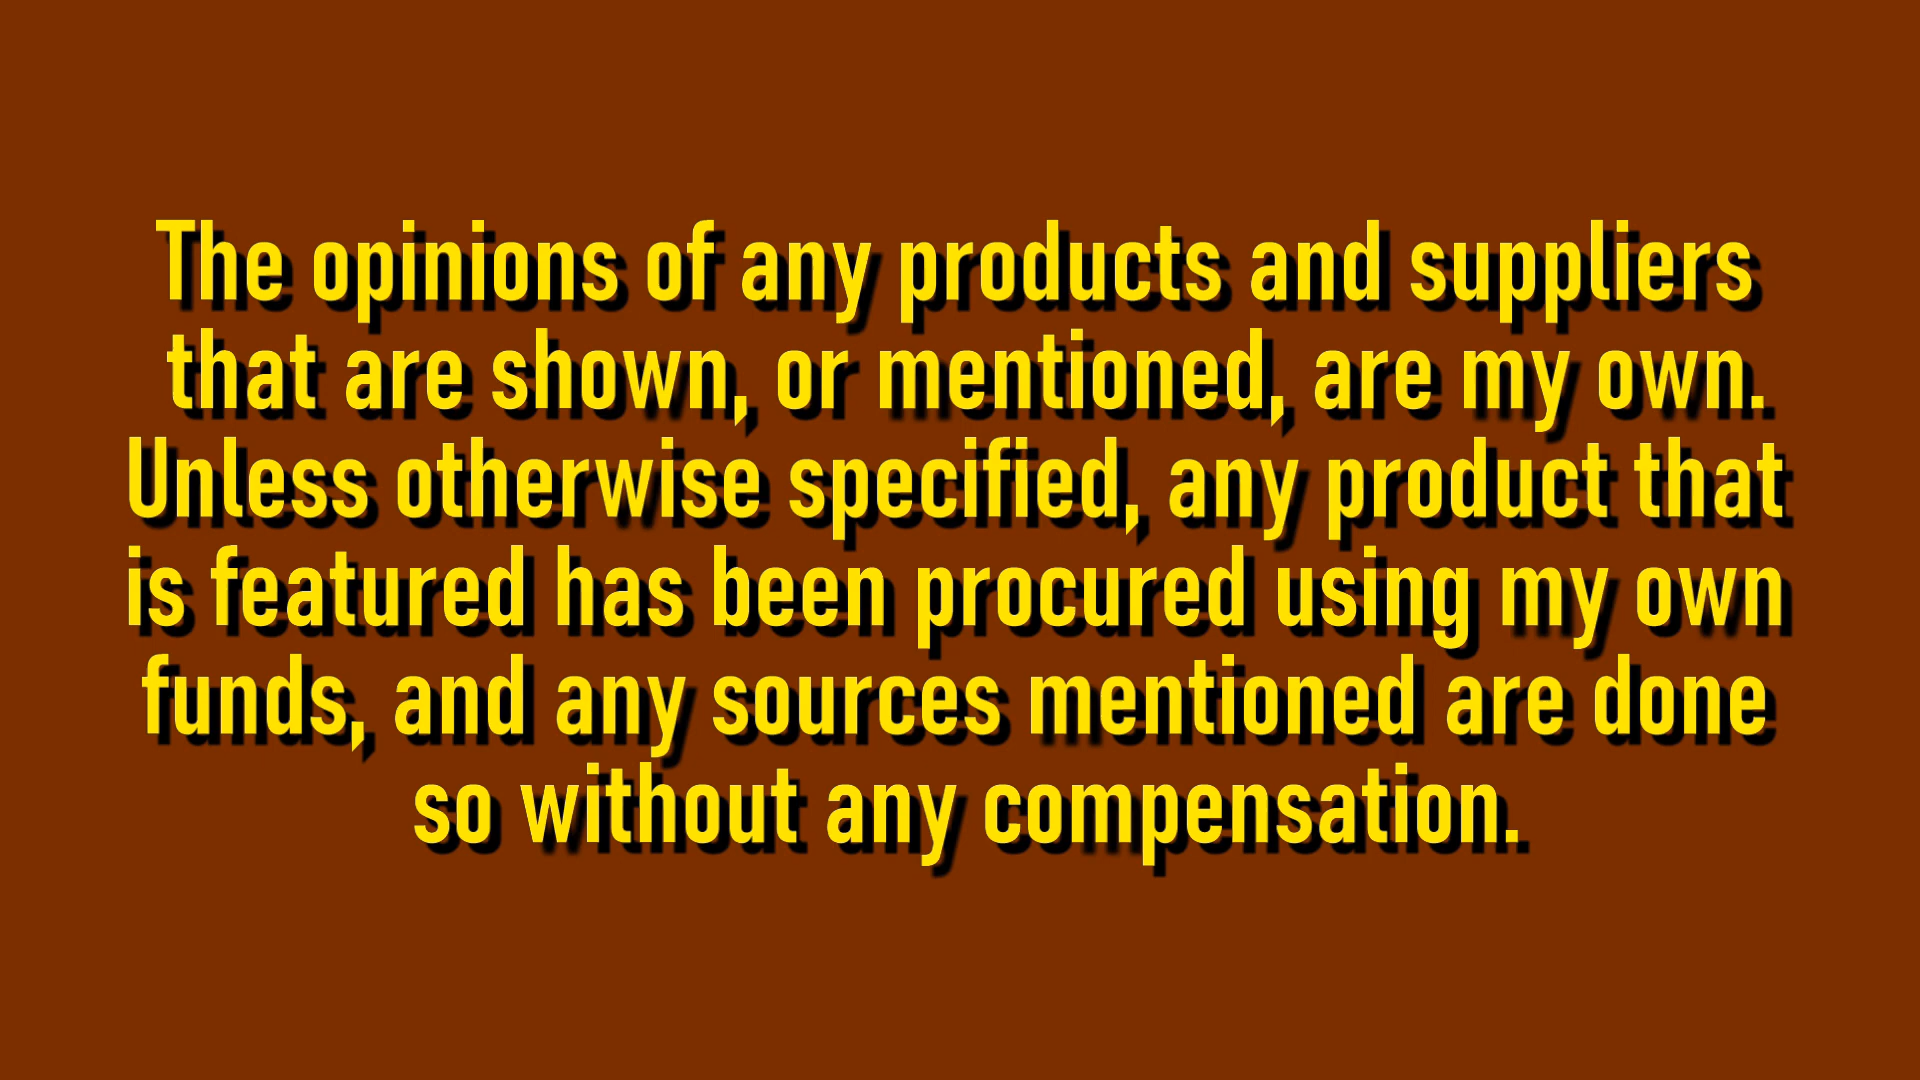 The opinions of any products and suppliers
that are shown, or mentioned, are my own.
Unless otherwise specified, any product that
is featured has been procured using my own
funds, and any sources mentioned are done
so without any compensation.